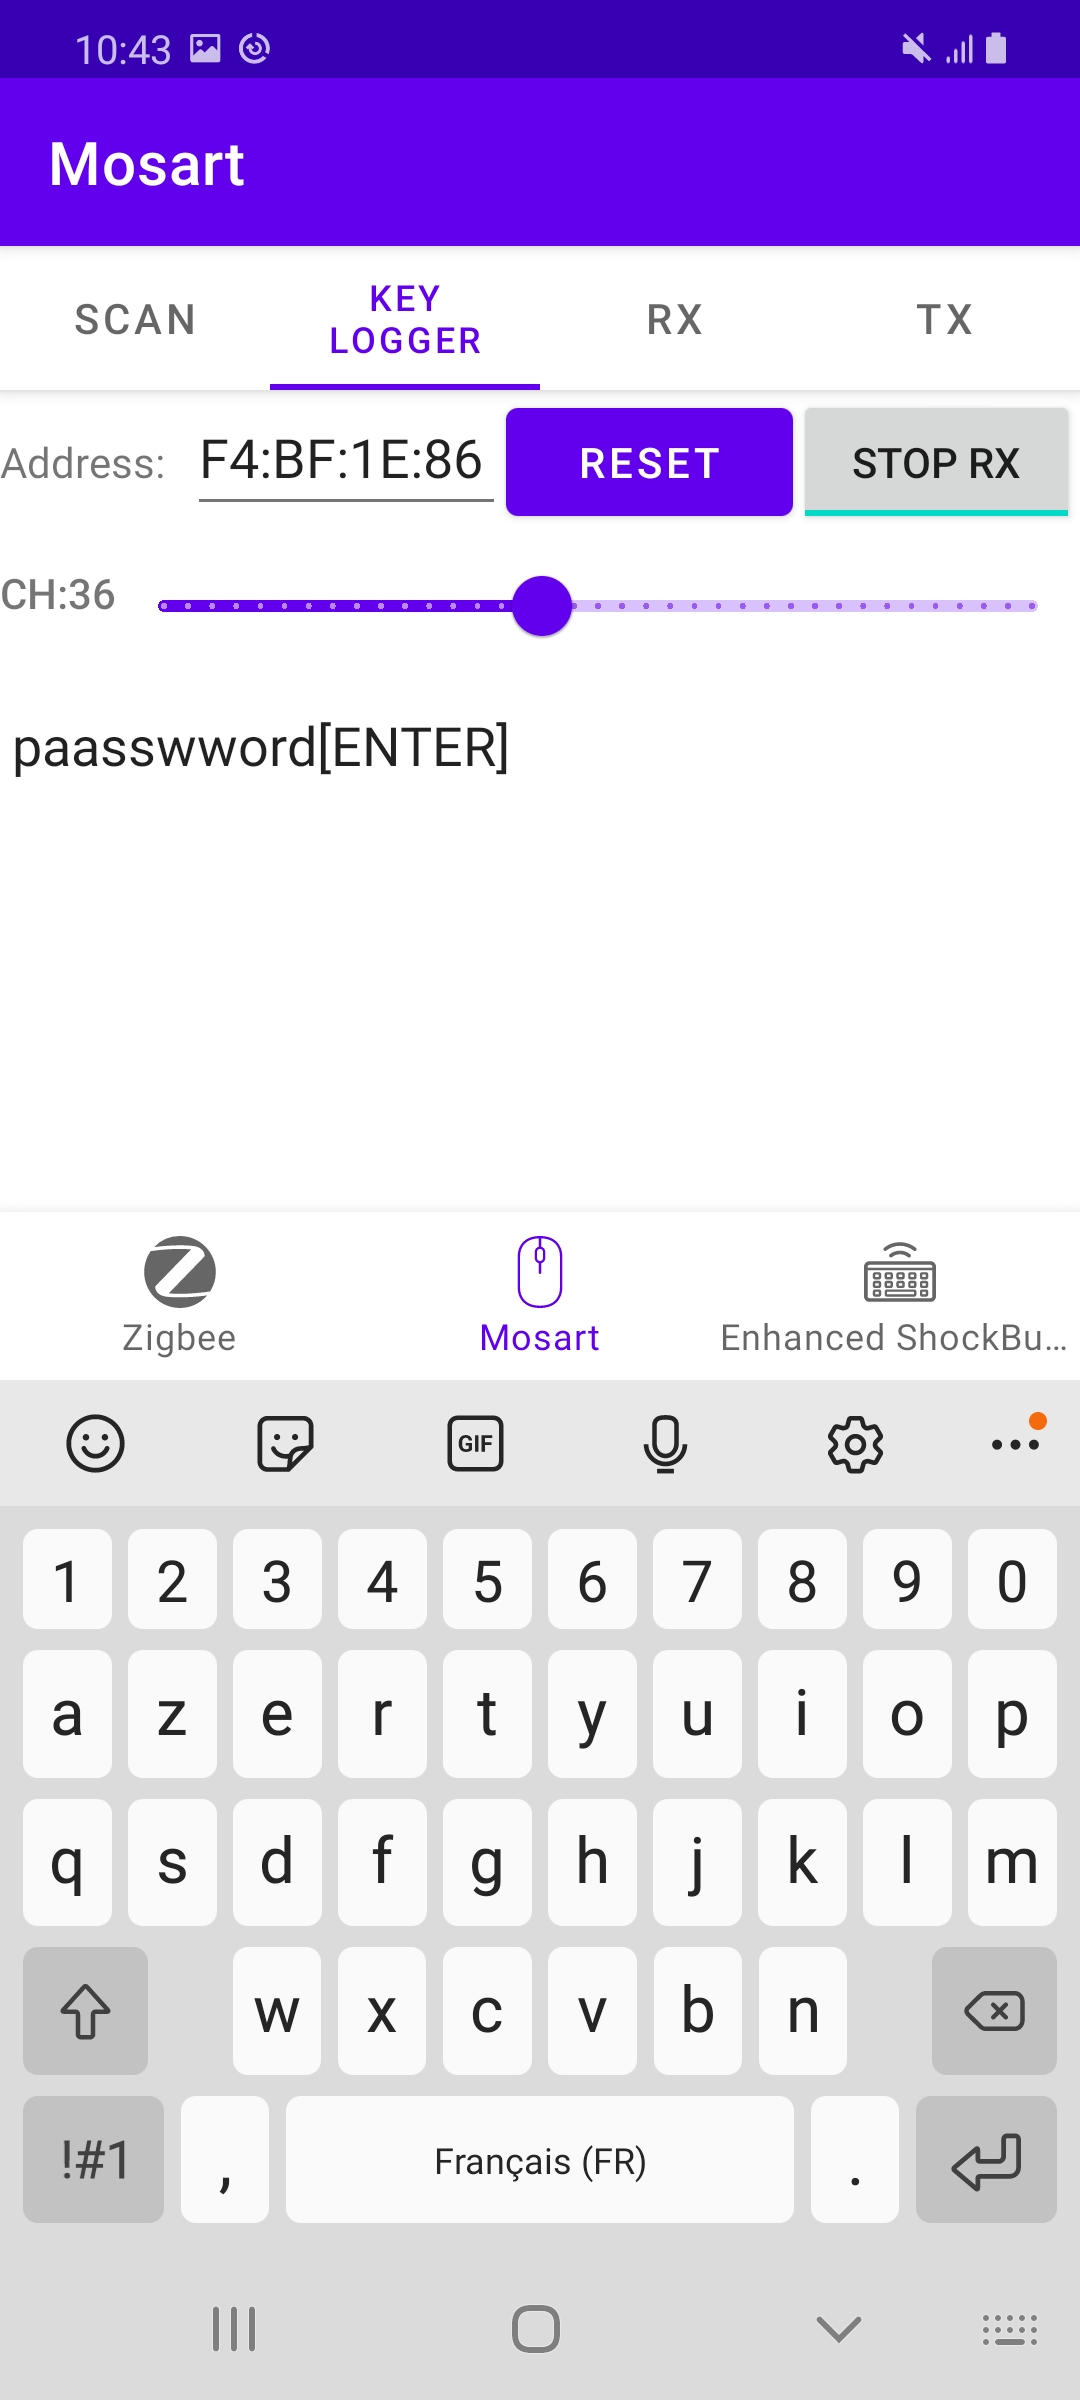 10:43
Mosart
SCAN
KEY
LOGGER
RX
TX
Address: F4:BF:1E:86 RESET STOP RX
CH:36
paasswword[ENTER]
Zigbee
Mosart
Enhanced ShockBu...
GIF
1 2 3 4 5 6 7 8 9 0
a z e r t y u i o p
q s d f g h j k l m
w x c v b n
!#1 , Français (FR) .